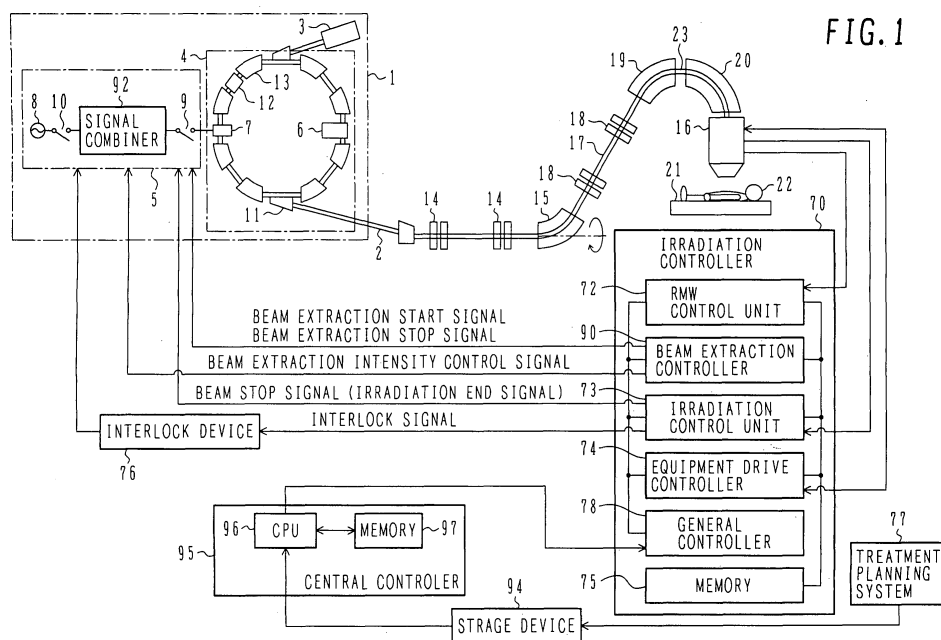 FIG. 1
3
4
1
13
12
92
8
10
9
SIGNAL
COMBINER
7
6
5
11
2
14
14
15
18
17
18
19
23
20
16
21
22
70
IRRADIATION
CONTROLLER
72
RMW
CONTROL UNIT
BEAM EXTRACTION START SIGNAL
BEAM EXTRACTION STOP SIGNAL
90
BEAM EXTRACTION
CONTROLLER
BEAM EXTRACTION INTENSITY CONTROL SIGNAL
BEAM STOP SIGNAL (IRRADIATION END SIGNAL)
73
IRRADIATION
CONTROL UNIT
INTERLOCK SIGNAL
INTERLOCK DEVICE
76
74
EQUIPMENT DRIVE
CONTROLLER
78
GENERAL
CONTROLLER
96
CPU
MEMORY
97
95
CENTRAL CONTROLER
75
MEMORY
77
TREATMENT
PLANNING
SYSTEM
94
STRAGE DEVICE